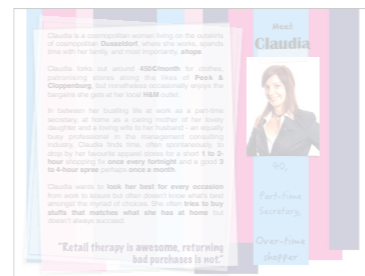 Claudia is a cosmopolitan woman living on the outskirts
of cosmopolitan Dusseldorf, where she works, spends
time with her family, and most importantly, shops.
Claudia forks out around 450€/month for clothes,
patronising stores along the lines of Peek &
Cloppenburg, but nonetheless occasionally enjoys the
bargains she gets at her local H&M outlet.
In between her bustling life at work as a part-time
secretary, at home as a caring mother of her lovely
daughter and a loving wife to her husband - an equally
busy professional in the management consulting
industry, Claudia finds time, often spontaneously, to
drop by her favourite apparel stores for a short 1 to 2-
hour shopping fix once every fortnight and a good 3
to 4-hour spree perhaps once a month.
Claudia wants to look her best for every occasion
from work to leisure but often doesn't know what's best
amongst the myriad of choices. She often tries to buy
stuff that matches what she has at home but
doesn't always succeed.
"Retail therapy is awesome, returning
bad purchases is not."
Meet
Claudia
40,
Part-time
Secretary,
Over-time
shopper